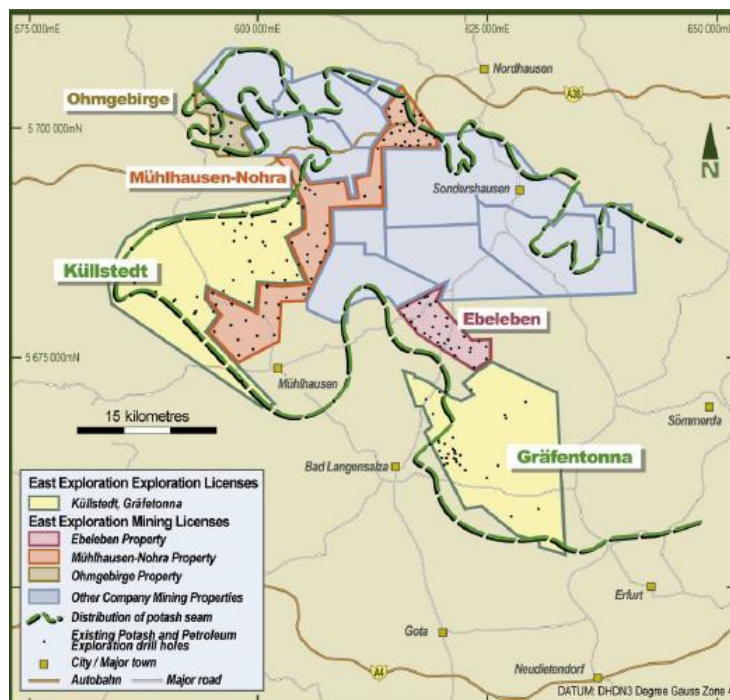 575 000mE
600 000mE
625 000mE
650 000mE
Nordhausen
A38
Ohmgebirge
5 700 000mN
N
Mühlhausen-Nohra
Sondershausen
Küllstedt
Ebeleben
5 675 000mN
Mühlhausen
15 kilometres
Sömmerda
Gräfentonna
Bad Langensalza
East Exploration Exploration Licenses
Küllstedt, Gräfetonna
East Exploration Mining Licenses
Ebeleben Property
Mühlhausen-Nohra Property
Ohmgebirge Property
Other Company Mining Properties
Distribution of potash seam
Existing Potash and Petroleum
Exploration drill holes
City / Major town
Autobahn
Major road
Erfurt
Gota
A4
Neudietendorf
DATUM: DHDN3 Degree Gauss Zone 4